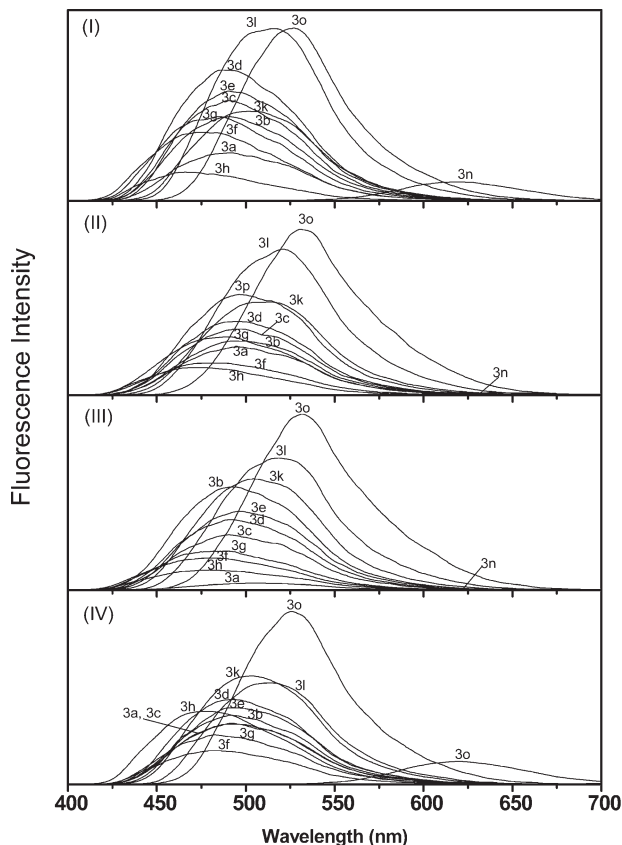 (I)
3l
3o
3d
3e
3c
3k
3g
3b
3f
3a
3h
3n
(II)
3o
3l
3p
3k
3d
3c
3g
3b
3a
3f
3h
3n
(III)
3o
3l
3b
3k
3e
3d
3c
3g
3f
3h
3a
3n
(IV)
3o
3k
3l
3d
3h
3e
3a, 3c
3b
3g
3f
3o
400 450 500 550 600 650 700
Wavelength (nm)
Fluorescence Intensity